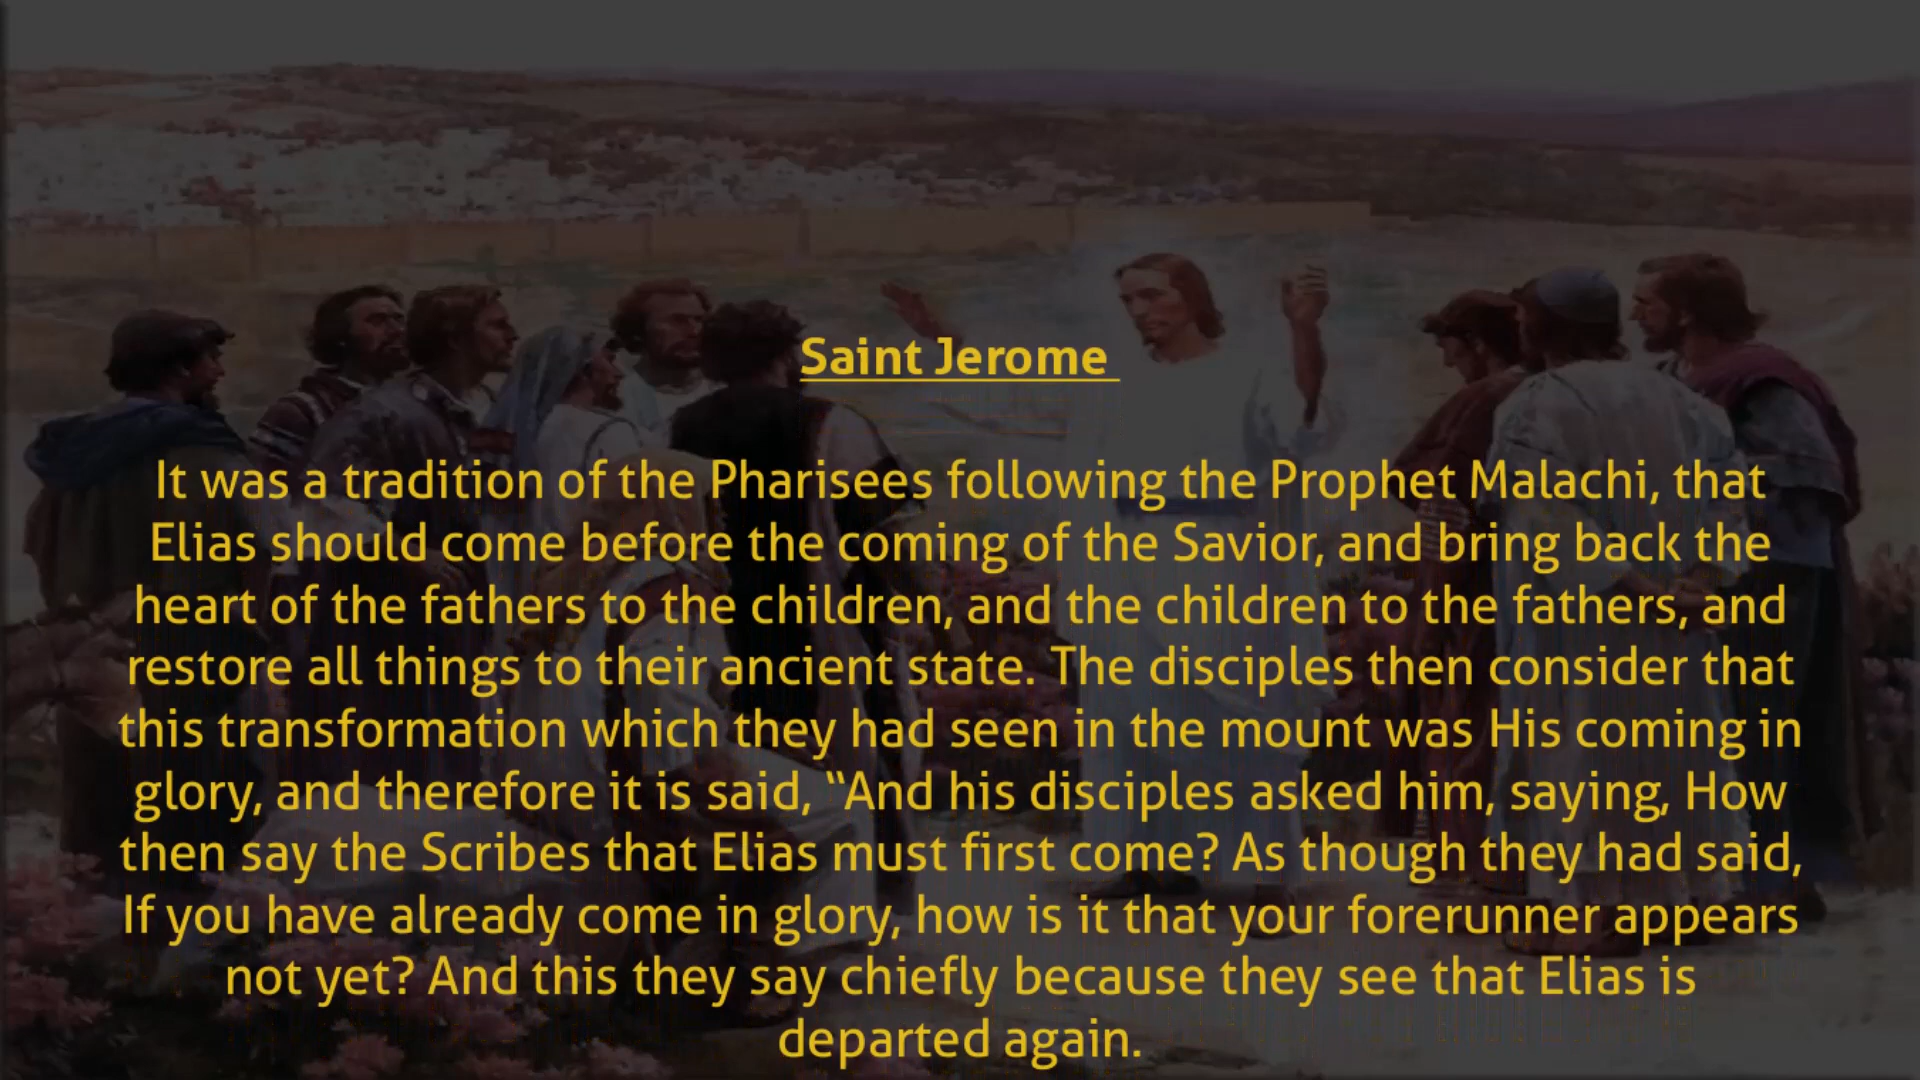 Saint Jerome
It was a tradition of the Pharisees following the Prophet Malachi, that
Elias should come before the coming of the Savior, and bring back the
heart of the fathers to the children, and the children to the fathers, and
restore all things to their ancient state. The disciples then consider that
this transformation which they had seen in the mount was His coming in
glory, and therefore it is said, “And his disciples asked him, saying, How
then say the Scribes that Elias must first come? As though they had said,
If you have already come in glory, how is it that your forerunner appears
not yet? And this they say chiefly because they see that Elias is
departed again.